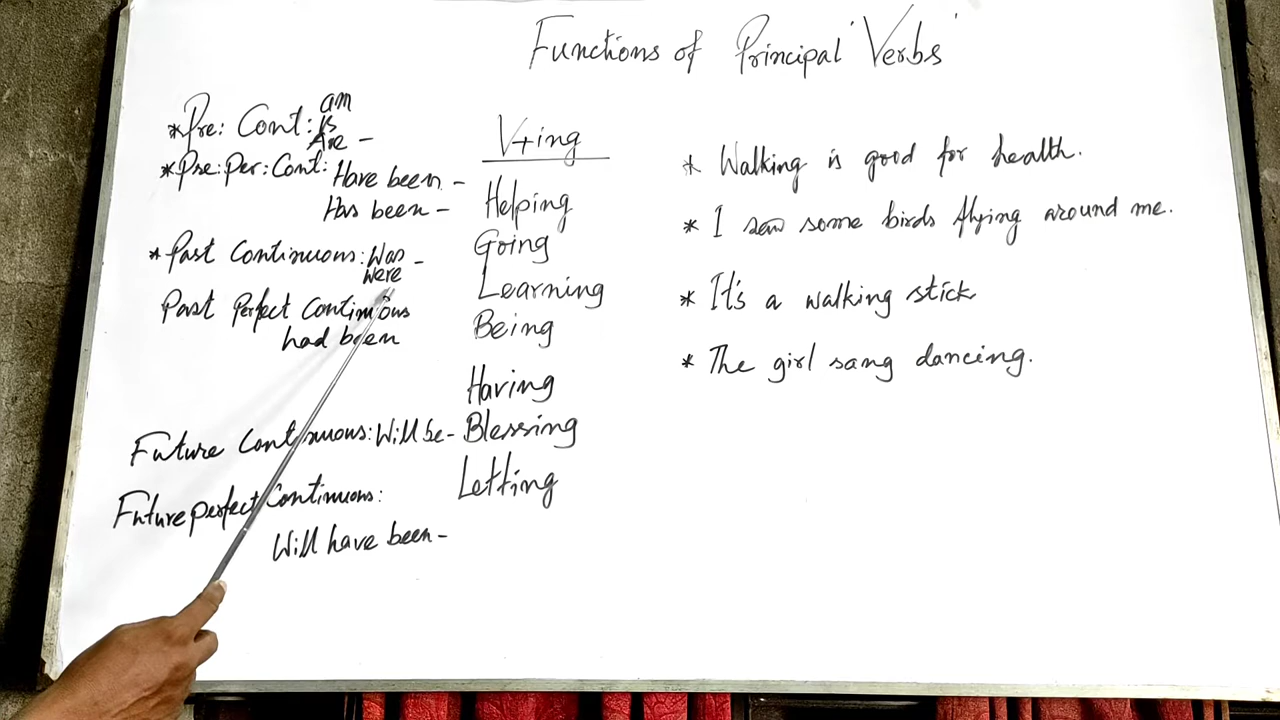 Functions of Principal 'Verbs'
*Pre: Cont: am
is
Are -
*Pre:Per:Cont: Have been -
Has been -
*Past Continuous: Was -
Were
Past Perfect Continuous
had been
Future Continuous: Will be -
Future perfect Continuous:
Will have been -
V+ing
Helping
Going
Learning
Being
Having
Blessing
Letting
* Walking is good for health.
* I saw some birds flying around me.
* It's a walking stick
* The girl sang dancing.